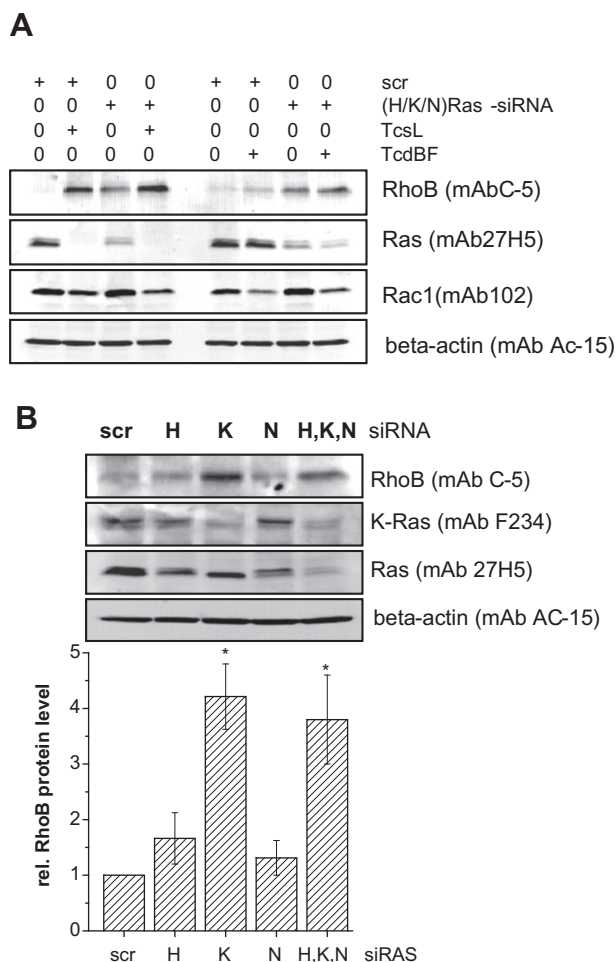 A
+ + 0 0 + + 0 0 scr
0 0 + + 0 0 + + (H/K/N)Ras -siRNA
0 + 0 + 0 0 0 0 TcsL
0 0 0 0 0 + 0 + TcdBF
RhoB (mAbC-5)
Ras (mAb27H5)
Rac1(mAb102)
beta-actin (mAb Ac-15)
B
scr H K N H,K,N siRNA
RhoB (mAb C-5)
K-Ras (mAb F234)
Ras (mAb 27H5)
beta-actin (mAb AC-15)
rel. RhoB protein level
5
4
3
2
1
0
* *
scr H K N H,K,N siRAS